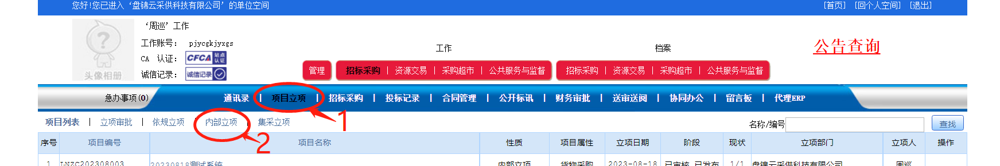 您好!您已进入‘盘锦云采供科技有限公司’的单位空间
[首页] [回个人空间] [退出]
‘周巡’工作
工作账号： pjycgkjyxgs
CA 认证： CFCA 站点认证
诚信记录： 诚信记录
头像相册
工作 档案
公告查询
管理 招标采购 | 资源交易 | 采购超市 | 公共服务与监督 招标采购 | 资源交易 | 采购超市 | 公共服务与监督
急办事项(0) 通讯录 | 项目立项 | 招标采购 | 投标记录 | 合同管理 | 公开标讯 | 财务审批 | 送审送阅 | 协同办公 | 留言板 | 代理ERP
1
项目列表 | 立项审批 | 依规立项 | 内部立项 | 集采立项
2
名称/编号 查找
序号 项目编号 项目名称 性质 项目属性 立项日期 阶段 现状 立项部门 立项人 操作
1 LNZC202308003 20230818测试系统 内部立项 货物采购 2023-08-18 已审核 已发布 1/1 盘锦云采供科技有限公司 周巡